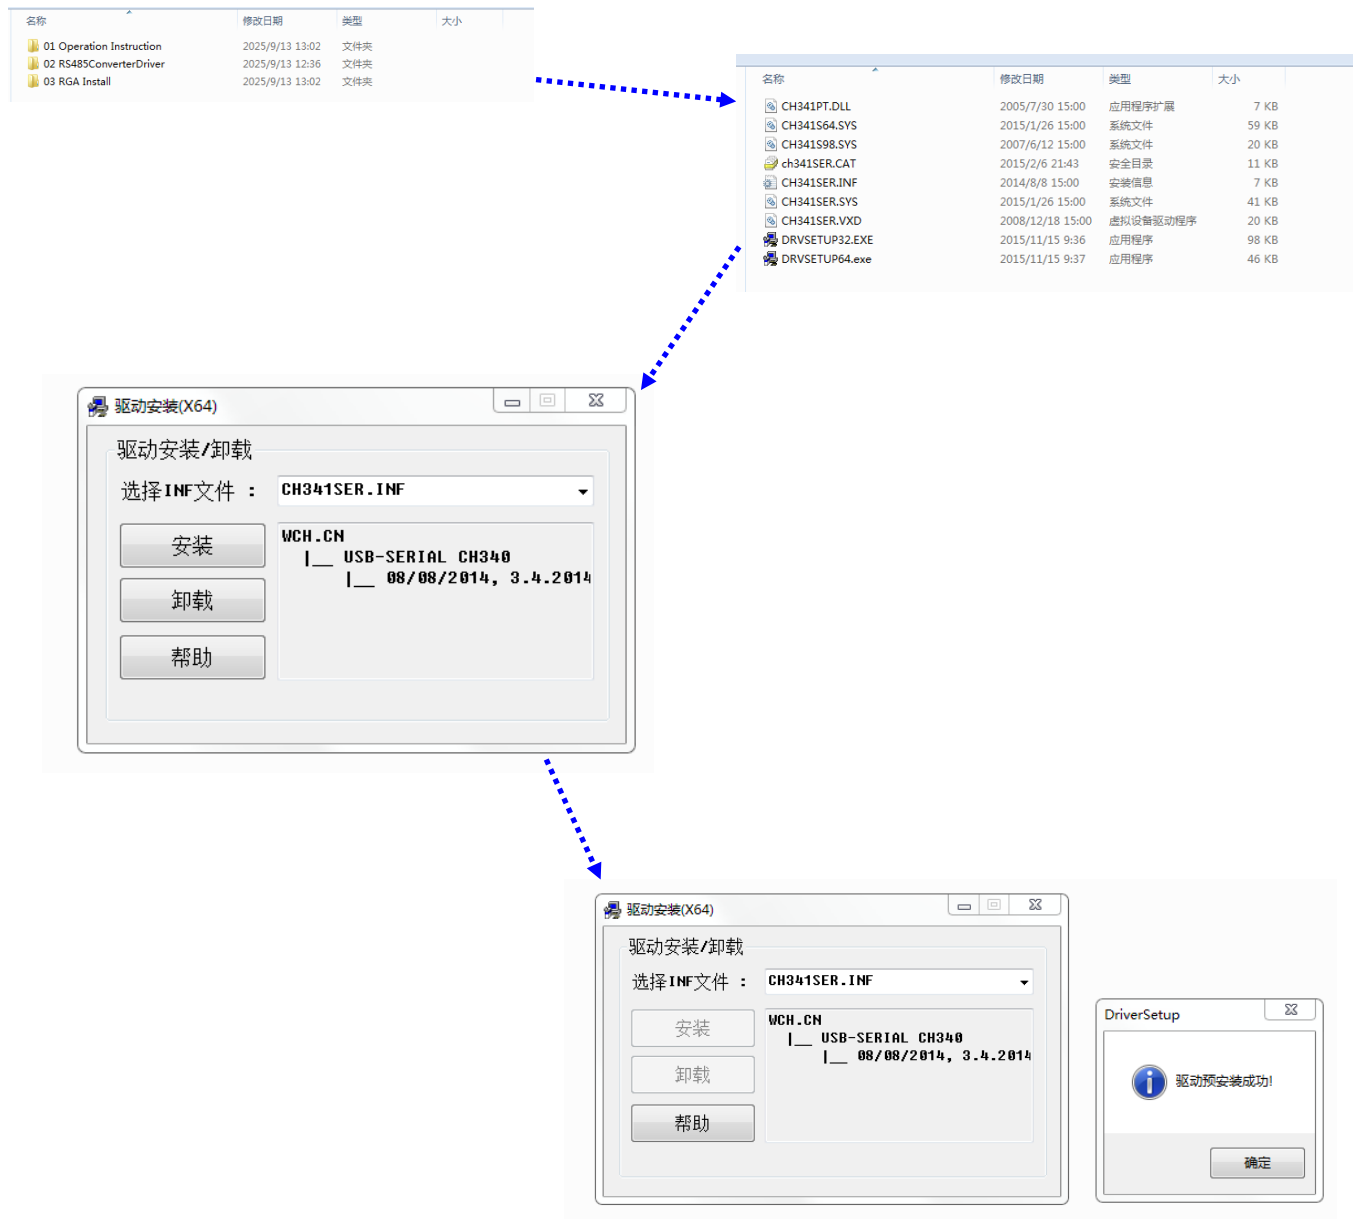 名称 修改日期 类型 大小
01 Operation Instruction 2025/9/13 13:02 文件夹
02 RS485ConverterDriver 2025/9/13 12:36 文件夹
03 RGA Install 2025/9/13 13:02 文件夹
名称 修改日期 类型 大小
CH341PT.DLL 2005/7/30 15:00 应用程序扩展 7 KB
CH341S64.SYS 2015/1/26 15:00 系统文件 59 KB
CH341S98.SYS 2007/6/12 15:00 系统文件 20 KB
ch341SER.CAT 2015/2/6 21:43 安全目录 11 KB
CH341SER.INF 2014/8/8 15:00 安装信息 7 KB
CH341SER.SYS 2015/1/26 15:00 系统文件 41 KB
CH341SER.VXD 2008/12/18 15:00 虚拟设备驱动程序 20 KB
DRVSETUP32.EXE 2015/11/15 9:36 应用程序 98 KB
DRVSETUP64.exe 2015/11/15 9:37 应用程序 46 KB
驱动安装(X64)
驱动安装/卸载
选择INF文件 : CH341SER.INF
安装
卸载
帮助
WCH.CN
|__ USB-SERIAL CH340
|__ 08/08/2014, 3.4.2014
驱动安装(X64)
驱动安装/卸载
选择INF文件 : CH341SER.INF
安装
卸载
帮助
WCH.CN
|__ USB-SERIAL CH340
|__ 08/08/2014, 3.4.2014
DriverSetup
驱动预安装成功!
确定